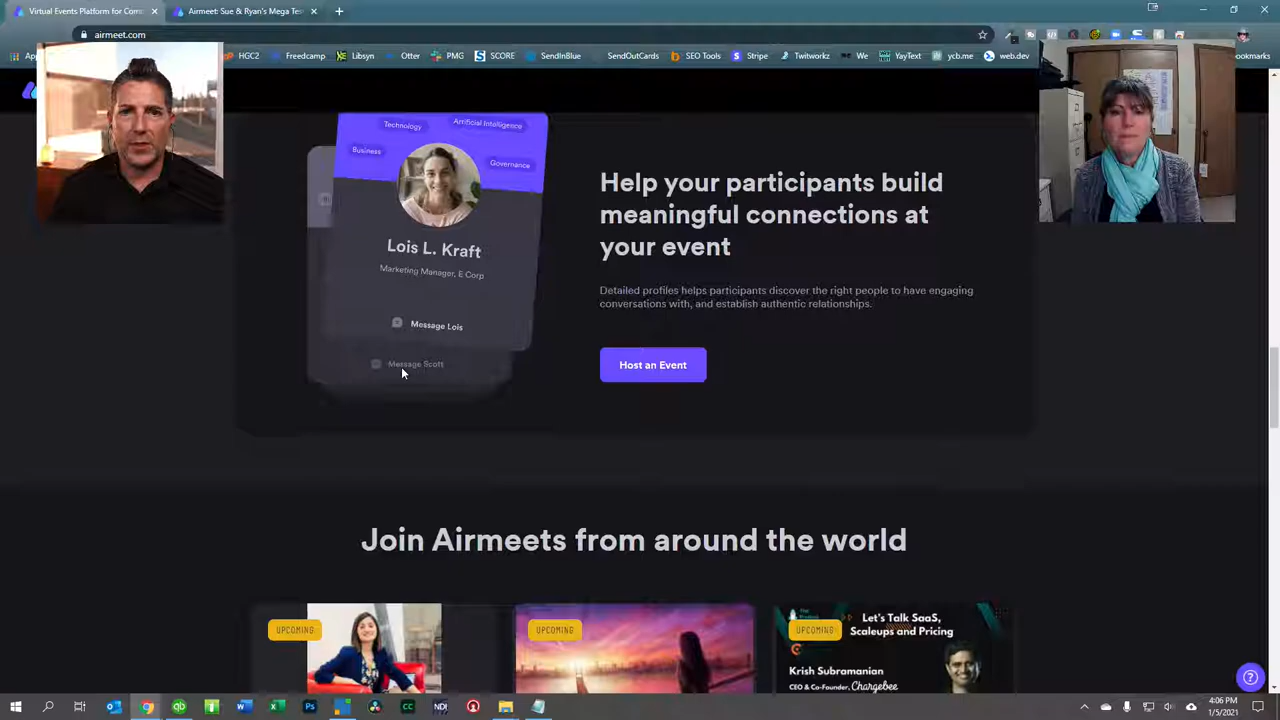 Virtual Events Platform for Com
Airmeet: Sue & Ryan's Mega Te
airmeet.com
App
HGC2
Freedcamp
Libsyn
Otter
PMG
SCORE
SendInBlue
SendOutCards
SEO Tools
Stripe
Twitworkz
We
YayText
ycb.me
web.dev
okmarks
Technology
Artificial Intelligence
Business
Governance
Lois L. Kraft
Marketing Manager, E Corp
Message Lois
Message Scott
Help your participants build
meaningful connections at
your event
Detailed profiles helps participants discover the right people to have engaging
conversations with, and establish authentic relationships.
Host an Event
Join Airmeets from around the world
UPCOMING
UPCOMING
UPCOMING
Let's Talk SaaS,
Scaleups and Pricing
Krish Subramanian
CEO & Co-Founder, Chargebee
4:06 PM
1/5/2021